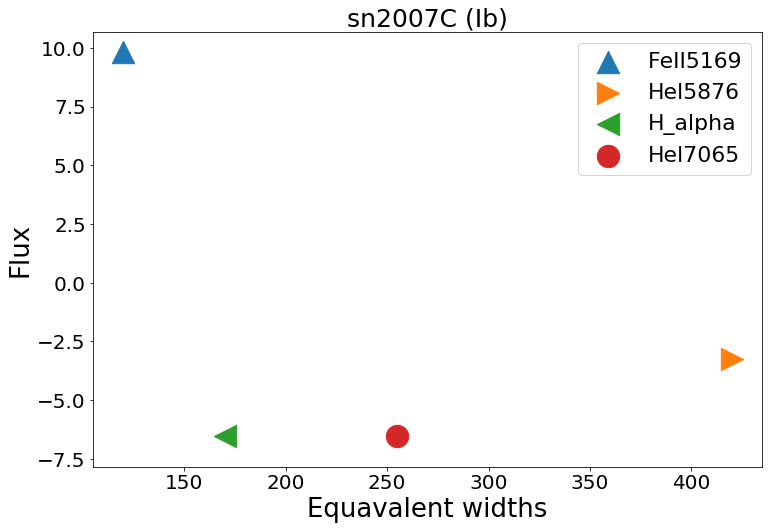 sn2007C (Ib)
10.0
7.5
5.0
2.5
0.0
−2.5
−5.0
−7.5
Flux
FeII5169
HeI5876
H_alpha
HeI7065
150 200 250 300 350 400
Equavalent widths